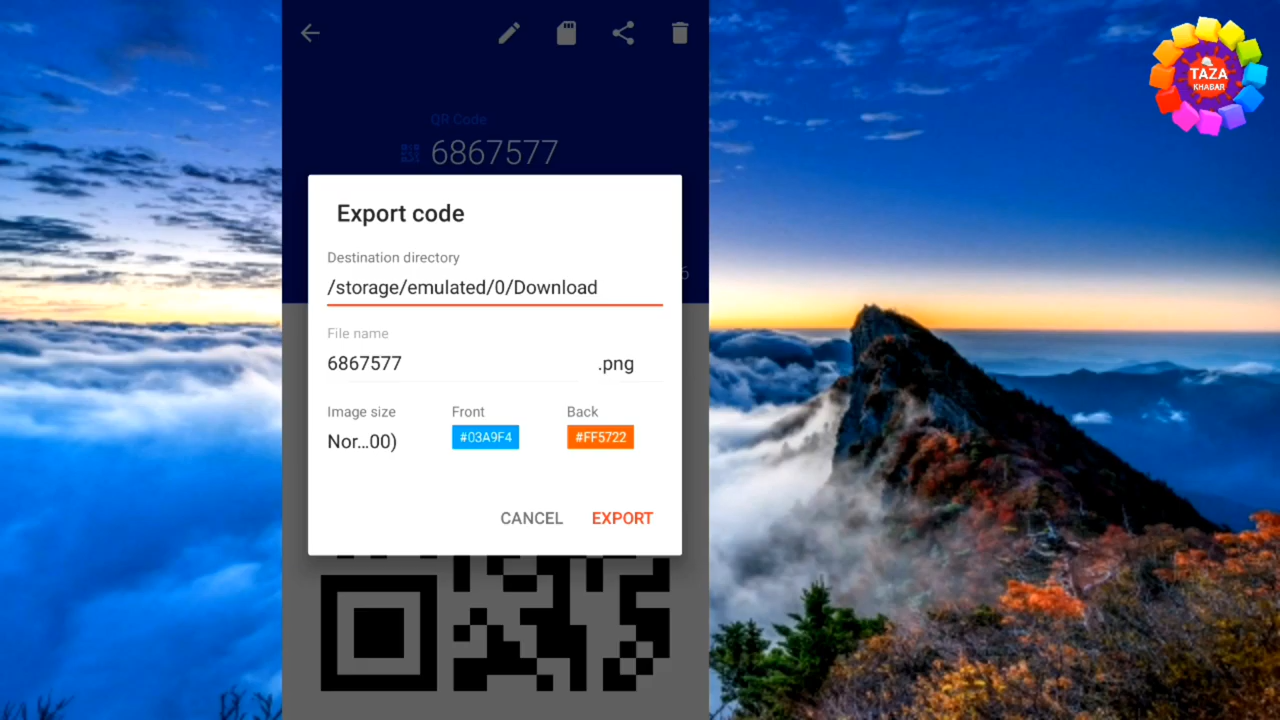 TAZA
KHABAR
QR Code
6867577
Export code
Destination directory
6
/storage/emulated/0/Download
File name
6867577 .png
Image size Front Back
Nor...00) #03A9F4 #FF5722
CANCEL EXPORT